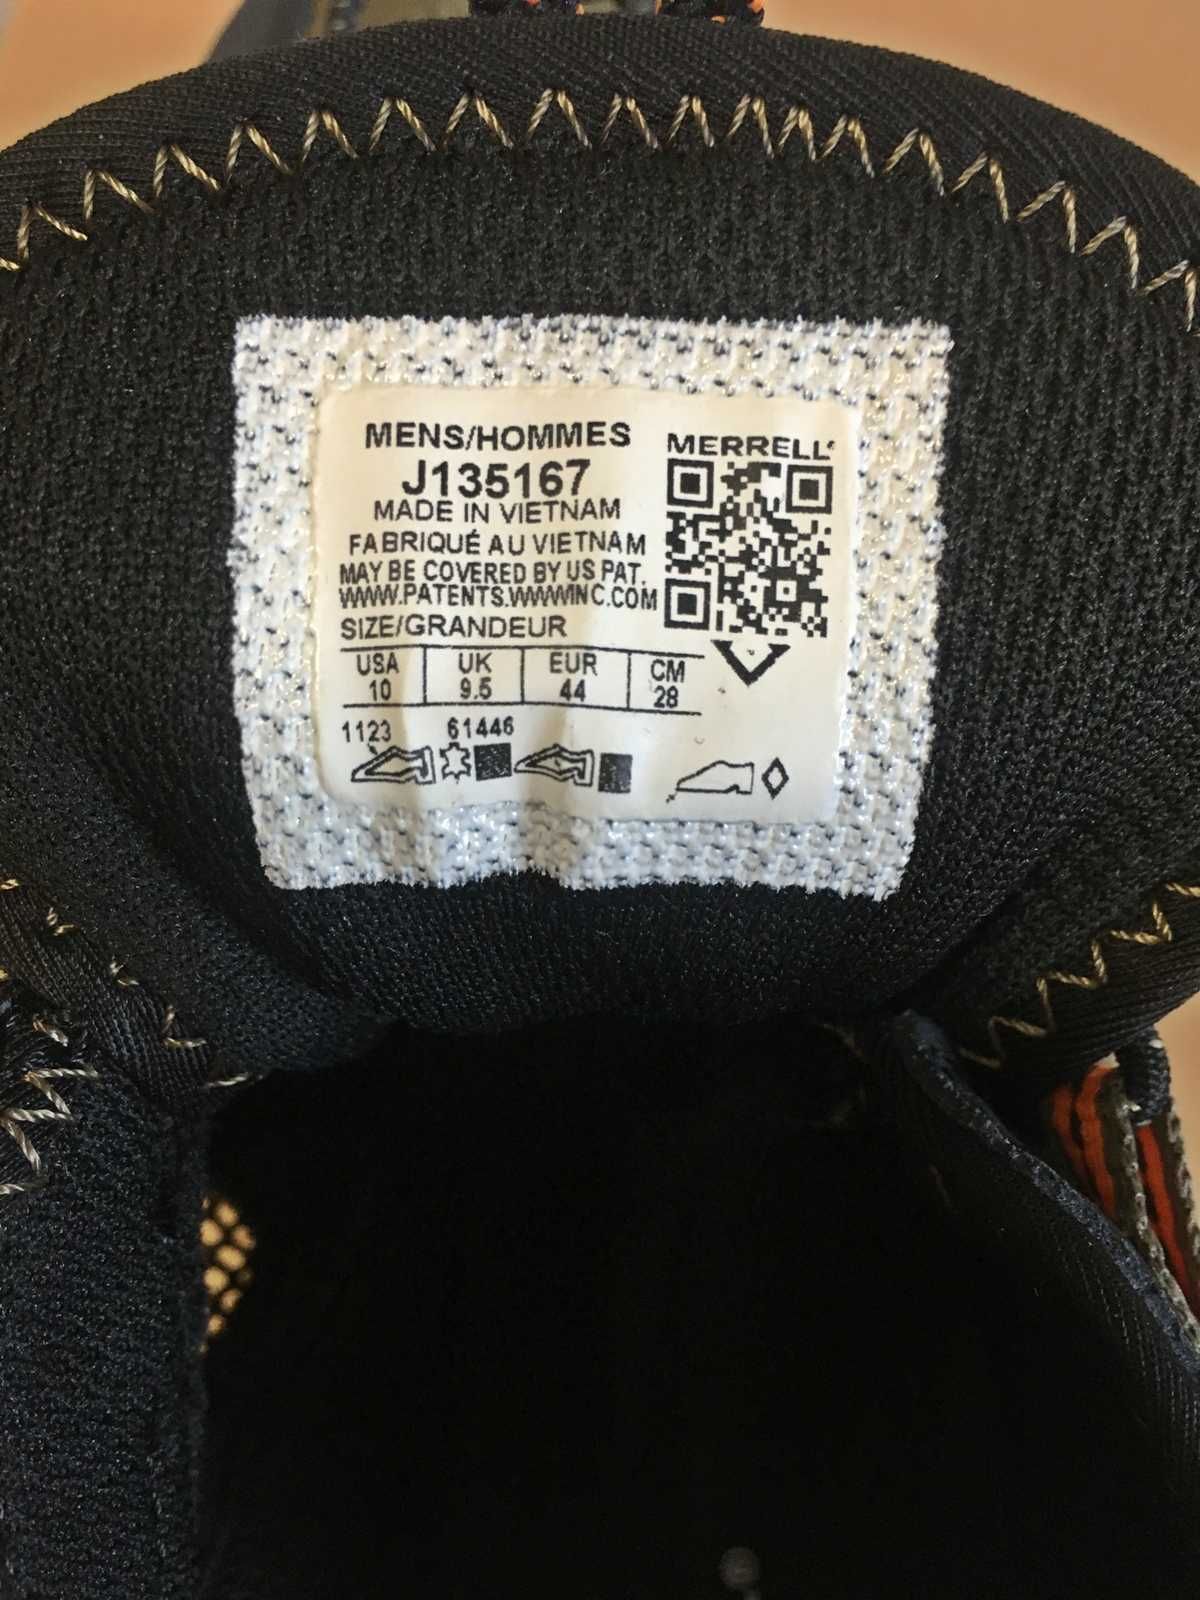 MENS/HOMMES
J135167
MADE IN VIETNAM
FABRIQUÉ AU VIETNAM
MAY BE COVERED BY US PAT.
WWW.PATENTS.WWWINC.COM
SIZE/GRANDEUR
MERRELL
USA UK EUR CM
10 9.5 44 28
1123 61446